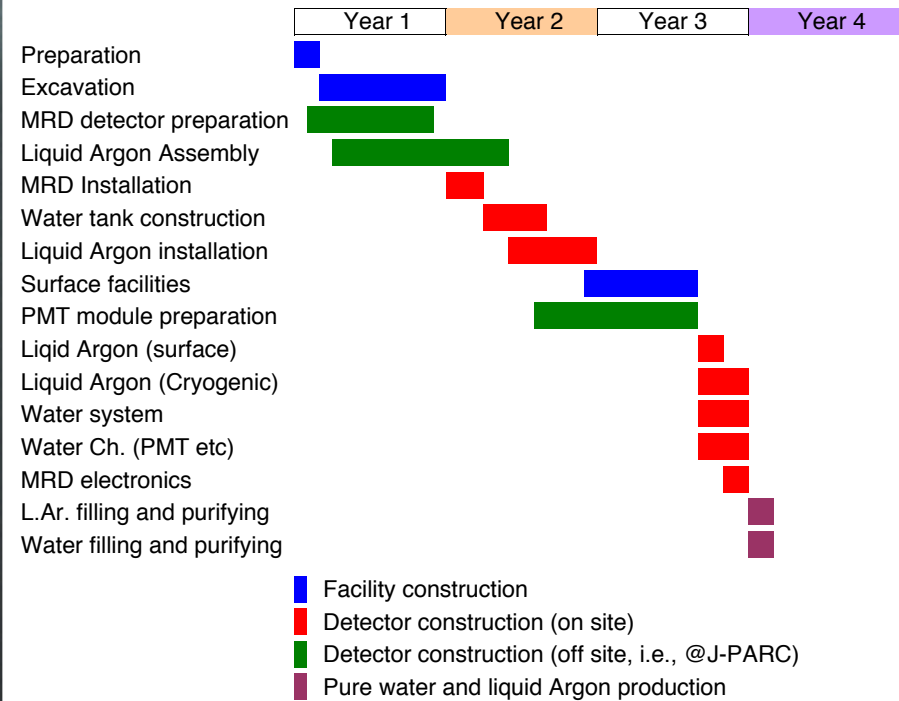 Year 1 Year 2 Year 3 Year 4
Preparation
Excavation
MRD detector preparation
Liquid Argon Assembly
MRD Installation
Water tank construction
Liquid Argon installation
Surface facilities
PMT module preparation
Liqid Argon (surface)
Liquid Argon (Cryogenic)
Water system
Water Ch. (PMT etc)
MRD electronics
L.Ar. filling and purifying
Water filling and purifying
Facility construction
Detector construction (on site)
Detector construction (off site, i.e., @J-PARC)
Pure water and liquid Argon production